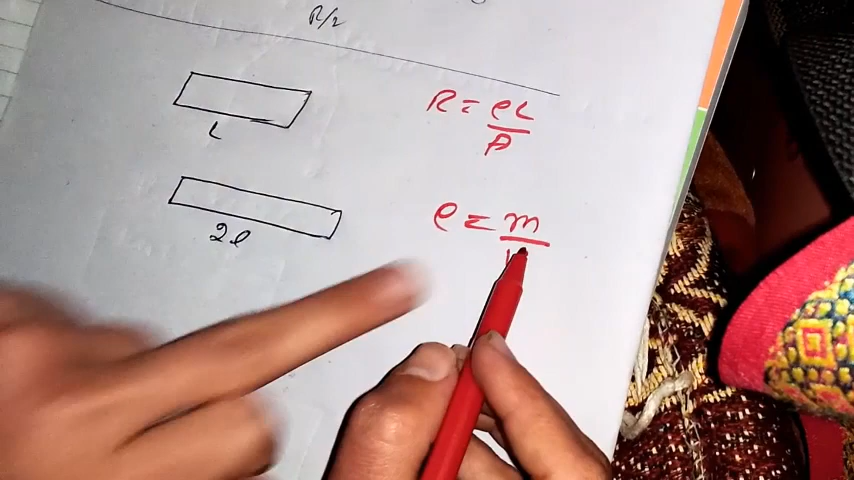 R/2
R = ρL/A
L
ρ = m
2l